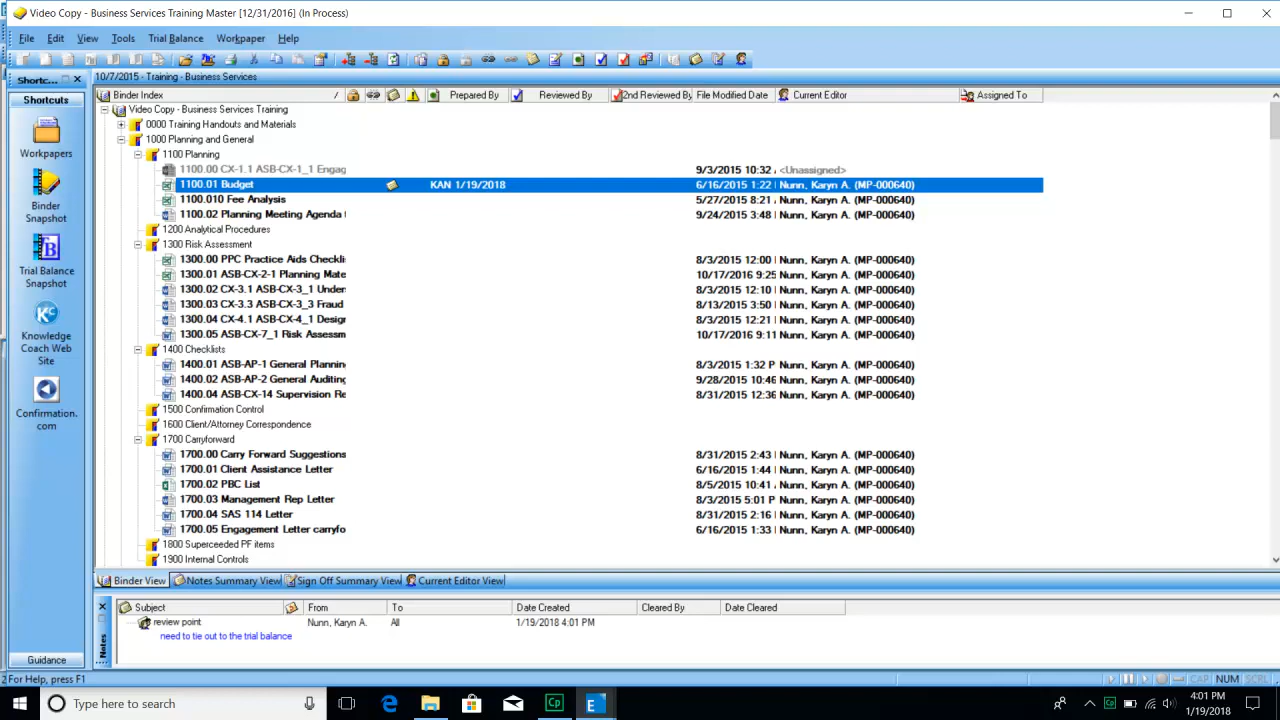 Video Copy - Business Services Training Master [12/31/2016] (In Process)
File Edit View Tools Trial Balance Workpaper Help
Shortc... 10/7/2015 - Training - Business Services
Shortcuts
Workpapers
Binder Snapshot
Trial Balance Snapshot
Knowledge Coach Web Site
Confirmation.com
Guidance
Binder Index / Prepared By Reviewed By 2nd Reviewed By File Modified Date Current Editor Assigned To
Video Copy - Business Services Training
0000 Training Handouts and Materials
1000 Planning and General
1100 Planning
1100.00 CX-1.1 ASB-CX-1_1 Engag 9/3/2015 10:32 <Unassigned>
1100.01 Budget KAN 1/19/2018 6/16/2015 1:22 Nunn, Karyn A. (MP-000640)
1100.010 Fee Analysis 5/27/2015 8:21 Nunn, Karyn A. (MP-000640)
1100.02 Planning Meeting Agenda 9/24/2015 3:48 Nunn, Karyn A. (MP-000640)
1200 Analytical Procedures
1300 Risk Assessment
1300.00 PPC Practice Aids Checkli 8/3/2015 12:00 Nunn, Karyn A. (MP-000640)
1300.01 ASB-CX-2-1 Planning Mate 10/17/2016 9:25 Nunn, Karyn A. (MP-000640)
1300.02 CX-3.1 ASB-CX-3_1 Under 8/3/2015 12:10 Nunn, Karyn A. (MP-000640)
1300.03 CX-3.3 ASB-CX-3_3 Fraud 8/13/2015 3:50 Nunn, Karyn A. (MP-000640)
1300.04 CX-4.1 ASB-CX-4_1 Desig 8/3/2015 12:21 Nunn, Karyn A. (MP-000640)
1300.05 ASB-CX-7_1 Risk Assessm 10/17/2016 9:11 Nunn, Karyn A. (MP-000640)
1400 Checklists
1400.01 ASB-AP-1 General Planning 8/3/2015 1:32 P Nunn, Karyn A. (MP-000640)
1400.02 ASB-AP-2 General Auditing 9/28/2015 10:46 Nunn, Karyn A. (MP-000640)
1400.04 ASB-CX-14 Supervision Re 8/31/2015 12:36 Nunn, Karyn A. (MP-000640)
1500 Confirmation Control
1600 Client/Attorney Correspondence
1700 Carryforward
1700.00 Carry Forward Suggestions 8/31/2015 2:43 Nunn, Karyn A. (MP-000640)
1700.01 Client Assistance Letter 6/16/2015 1:44 Nunn, Karyn A. (MP-000640)
1700.02 PBC List 8/5/2015 10:41 Nunn, Karyn A. (MP-000640)
1700.03 Management Rep Letter 8/3/2015 5:01 P Nunn, Karyn A. (MP-000640)
1700.04 SAS 114 Letter 8/31/2015 2:16 Nunn, Karyn A. (MP-000640)
1700.05 Engagement Letter carryfo 6/16/2015 1:33 Nunn, Karyn A. (MP-000640)
1800 Superceeded PF items
1900 Internal Controls
Binder View Notes Summary View Sign Off Summary View Current Editor View
Notes
Subject From To Date Created Cleared By Date Cleared
review point Nunn, Karyn A. All 1/19/2018 4:01 PM
need to tie out to the trial balance
For Help, press F1 CAP NUM SCRL
Type here to search 4:01 PM
1/19/2018